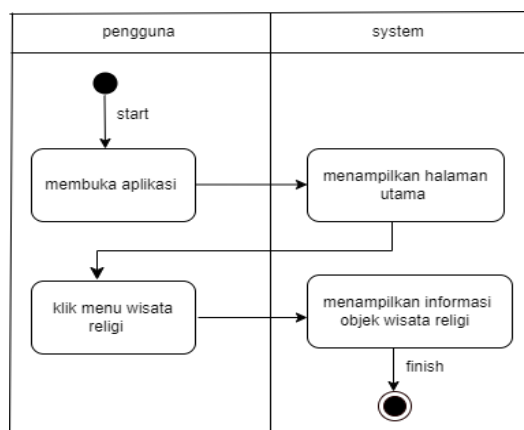 pengguna
system
start
membuka aplikasi
menampilkan halaman
utama
klik menu wisata
religi
menampilkan informasi
objek wisata religi
finish